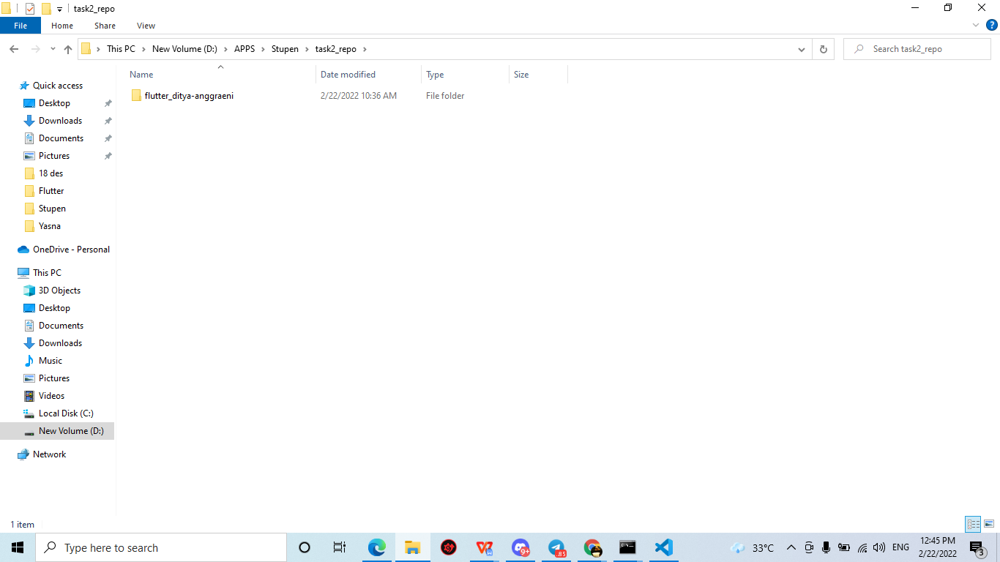 task2_repo
File Home Share View
This PC New Volume (D:) APPS Stupen task2_repo Search task2_repo
Name Date modified Type Size
flutter_ditya-anggraeni 2/22/2022 10:36 AM File folder
Quick access
Desktop
Downloads
Documents
Pictures
18 des
Flutter
Stupen
Yasna
OneDrive - Personal
This PC
3D Objects
Desktop
Documents
Downloads
Music
Pictures
Videos
Local Disk (C:)
New Volume (D:)
Network
1 item
Type here to search 9+ 85 33°C ENG 12:45 PM
2/22/2022 3